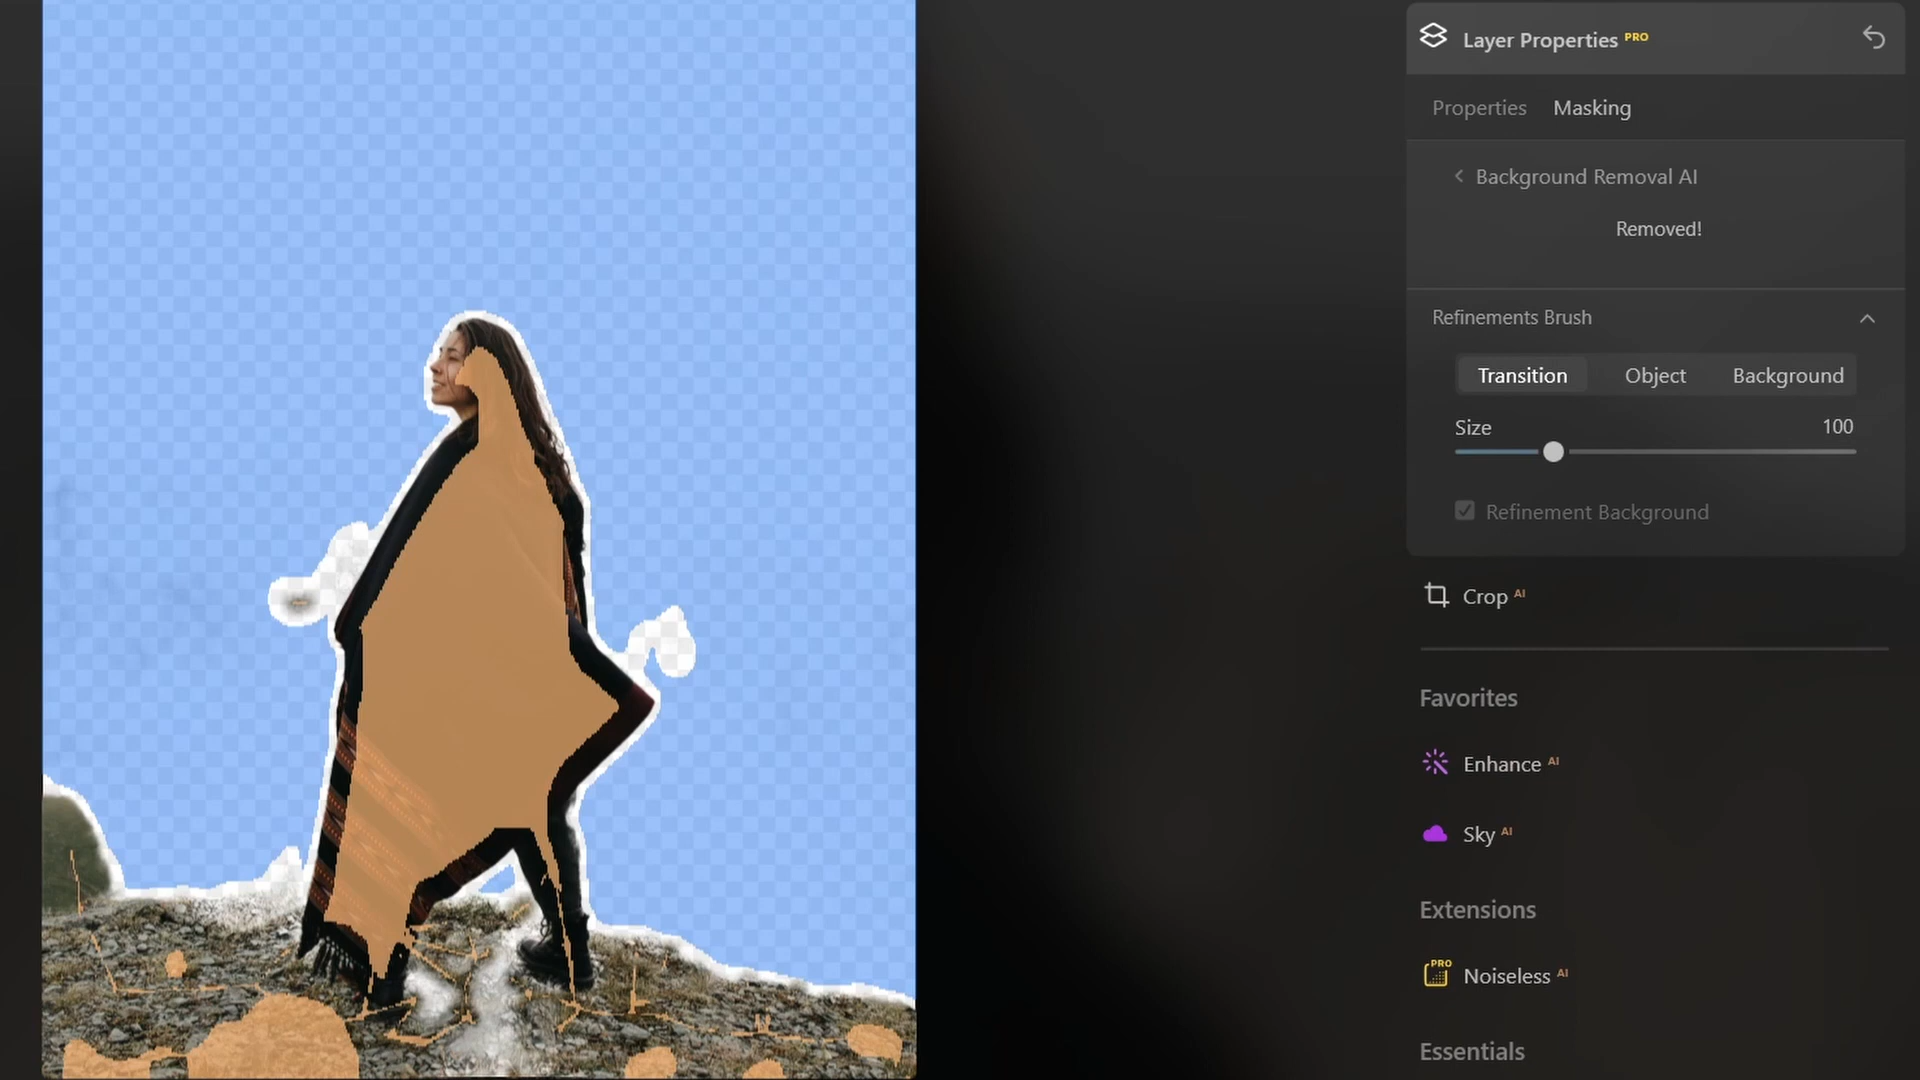 Layer Properties PRO
Properties Masking
Background Removal AI
Removed!
Refinements Brush
Transition Object Background
Size 100
Refinement Background
Crop AI
Favorites
Enhance AI
Sky AI
Extensions
PRO Noiseless AI
Essentials